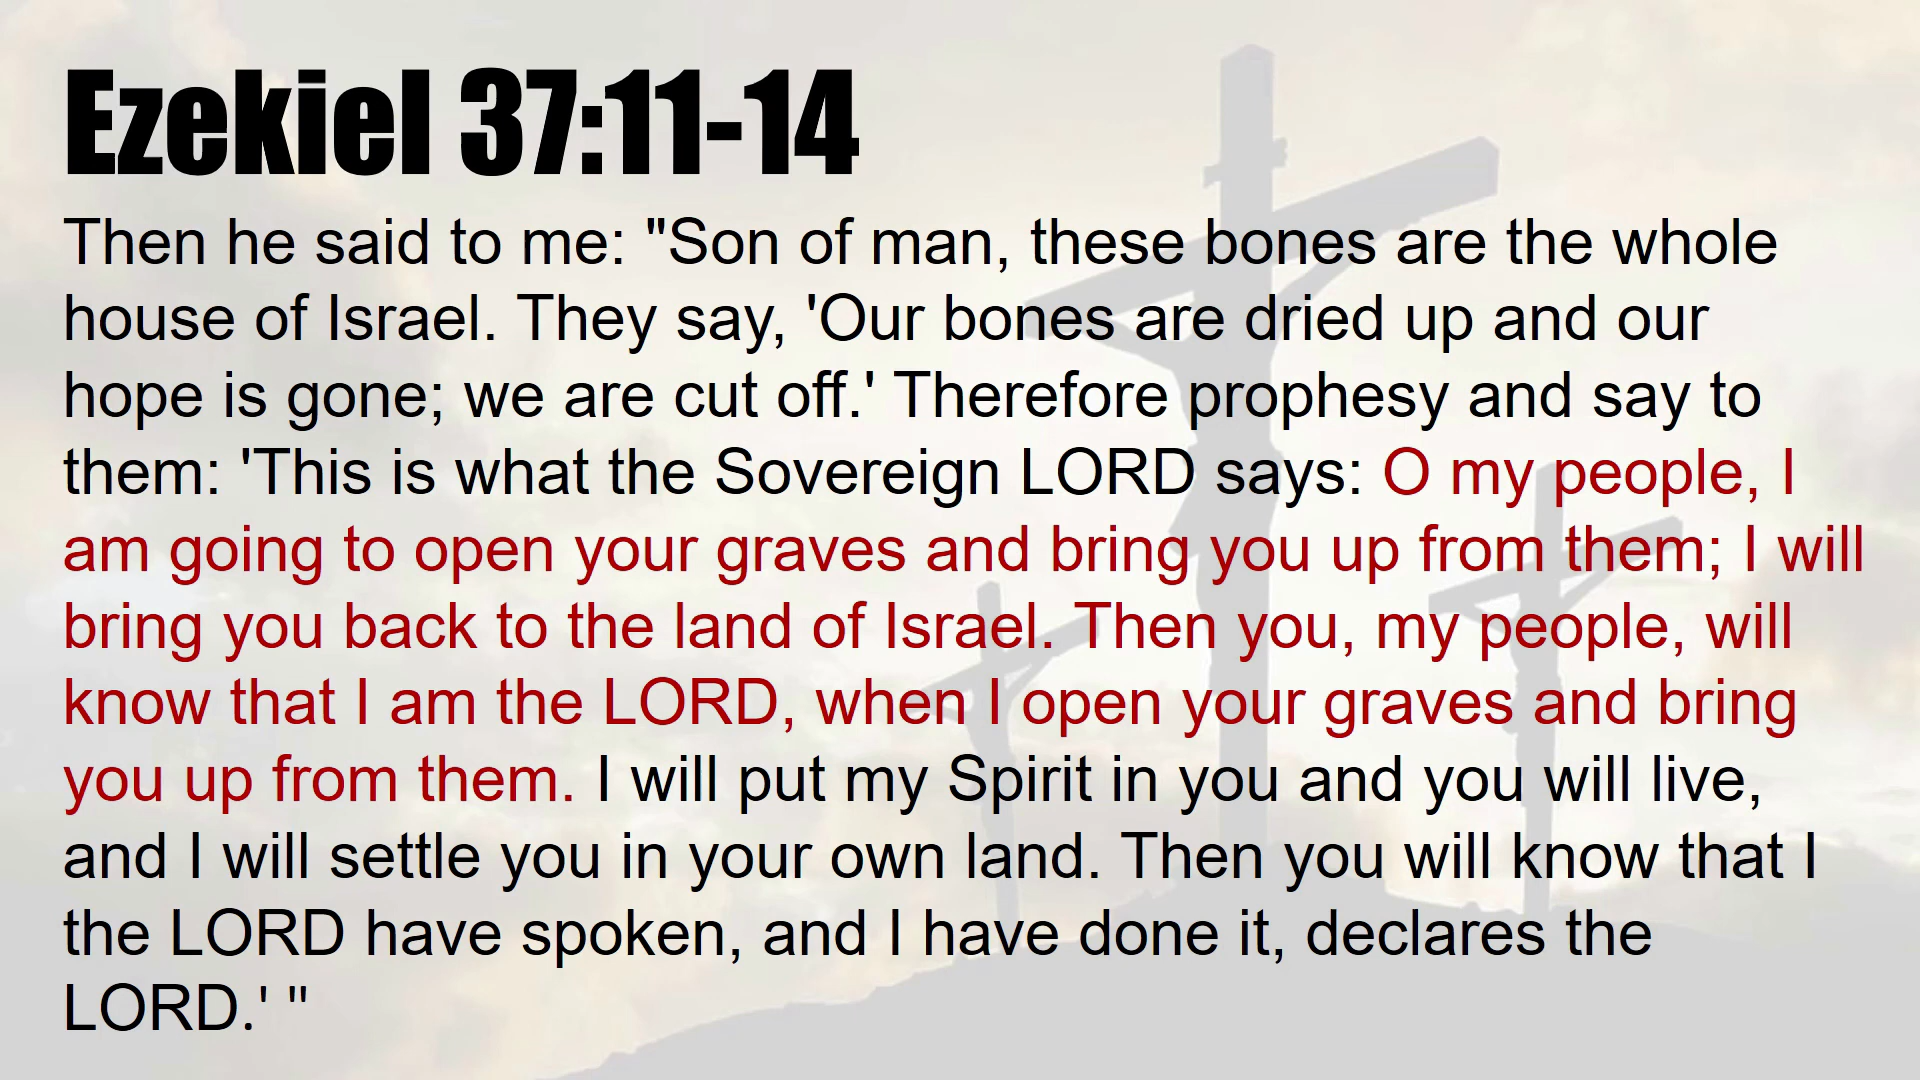 Ezekiel 37:11-14
Then he said to me: "Son of man, these bones are the whole
house of Israel. They say, 'Our bones are dried up and our
hope is gone; we are cut off.' Therefore prophesy and say to
them: 'This is what the Sovereign LORD says: O my people, I
am going to open your graves and bring you up from them; I will
bring you back to the land of Israel. Then you, my people, will
know that I am the LORD, when I open your graves and bring
you up from them. I will put my Spirit in you and you will live,
and I will settle you in your own land. Then you will know that I
the LORD have spoken, and I have done it, declares the
LORD.' "